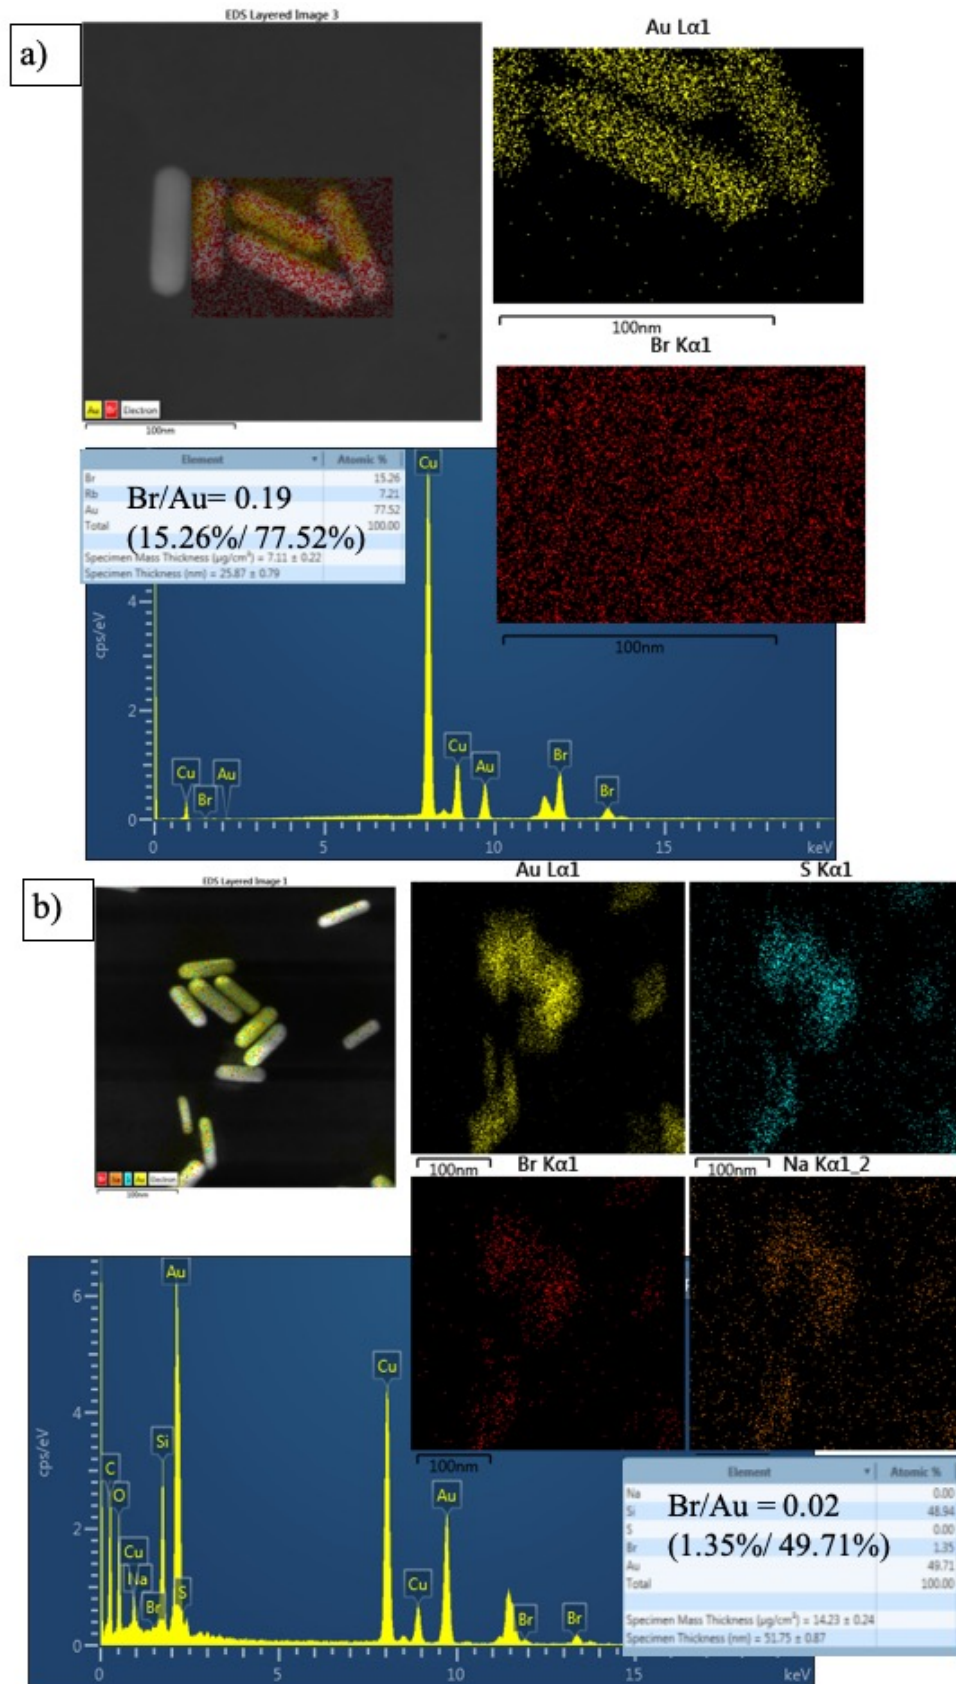 EDS Layered Image 3
a)
Au Lα1
100nm
Au Br Electron
100nm
Br Kα1
100nm
Element Atomic %
Br 15.26
Rb 7.21
Au 77.52
Total 100.00
Br/Au= 0.19
(15.26%/ 77.52%)
Specimen Mass Thickness (µg/cm²) = 7.11 ± 0.22
Specimen Thickness (nm) = 25.87 ± 0.79
Cu
4
cps/eV
2
Cu
Br
Au
Cu
Au
Br
Br
0
0 5 10 15 keV
b)
EDS Layered Image 1
Au Lα1
S Kα1
100nm
100nm
Br Na S Au Electron
100nm
Br Kα1
Na Kα1_2
100nm
6
Au
Cu
4
cps/eV
Si
C
O
Au
2
Cu
Na
Br
S
Cu
Br
Br
0
0 5 10 15 keV
Element Atomic %
Na 0.00
Si 48.94
S 0.00
Br 1.35
Au 49.71
Total 100.00
Br/Au = 0.02
(1.35%/ 49.71%)
Specimen Mass Thickness (µg/cm²) = 14.23 ± 0.24
Specimen Thickness (nm) = 51.75 ± 0.87